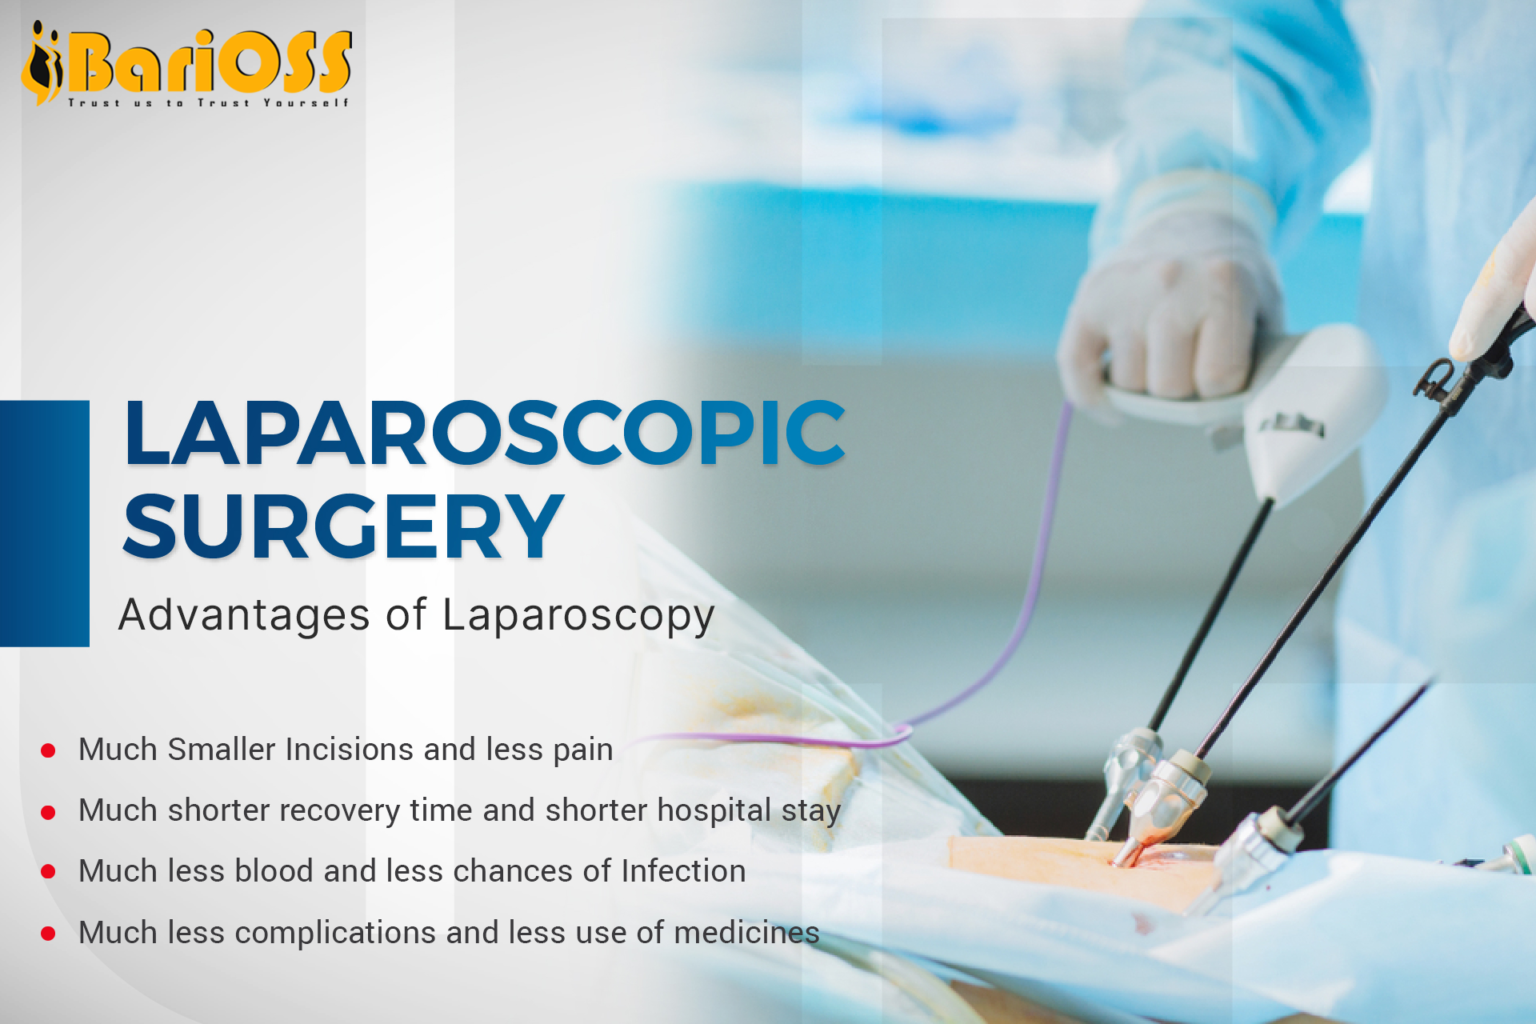 BariOSS
Trust us to Trust Yourself
LAPAROSCOPIC
SURGERY
Advantages of Laparoscopy
Much Smaller Incisions and less pain
Much shorter recovery time and shorter hospital stay
Much less blood and less chances of Infection
Much less complications and less use of medicines